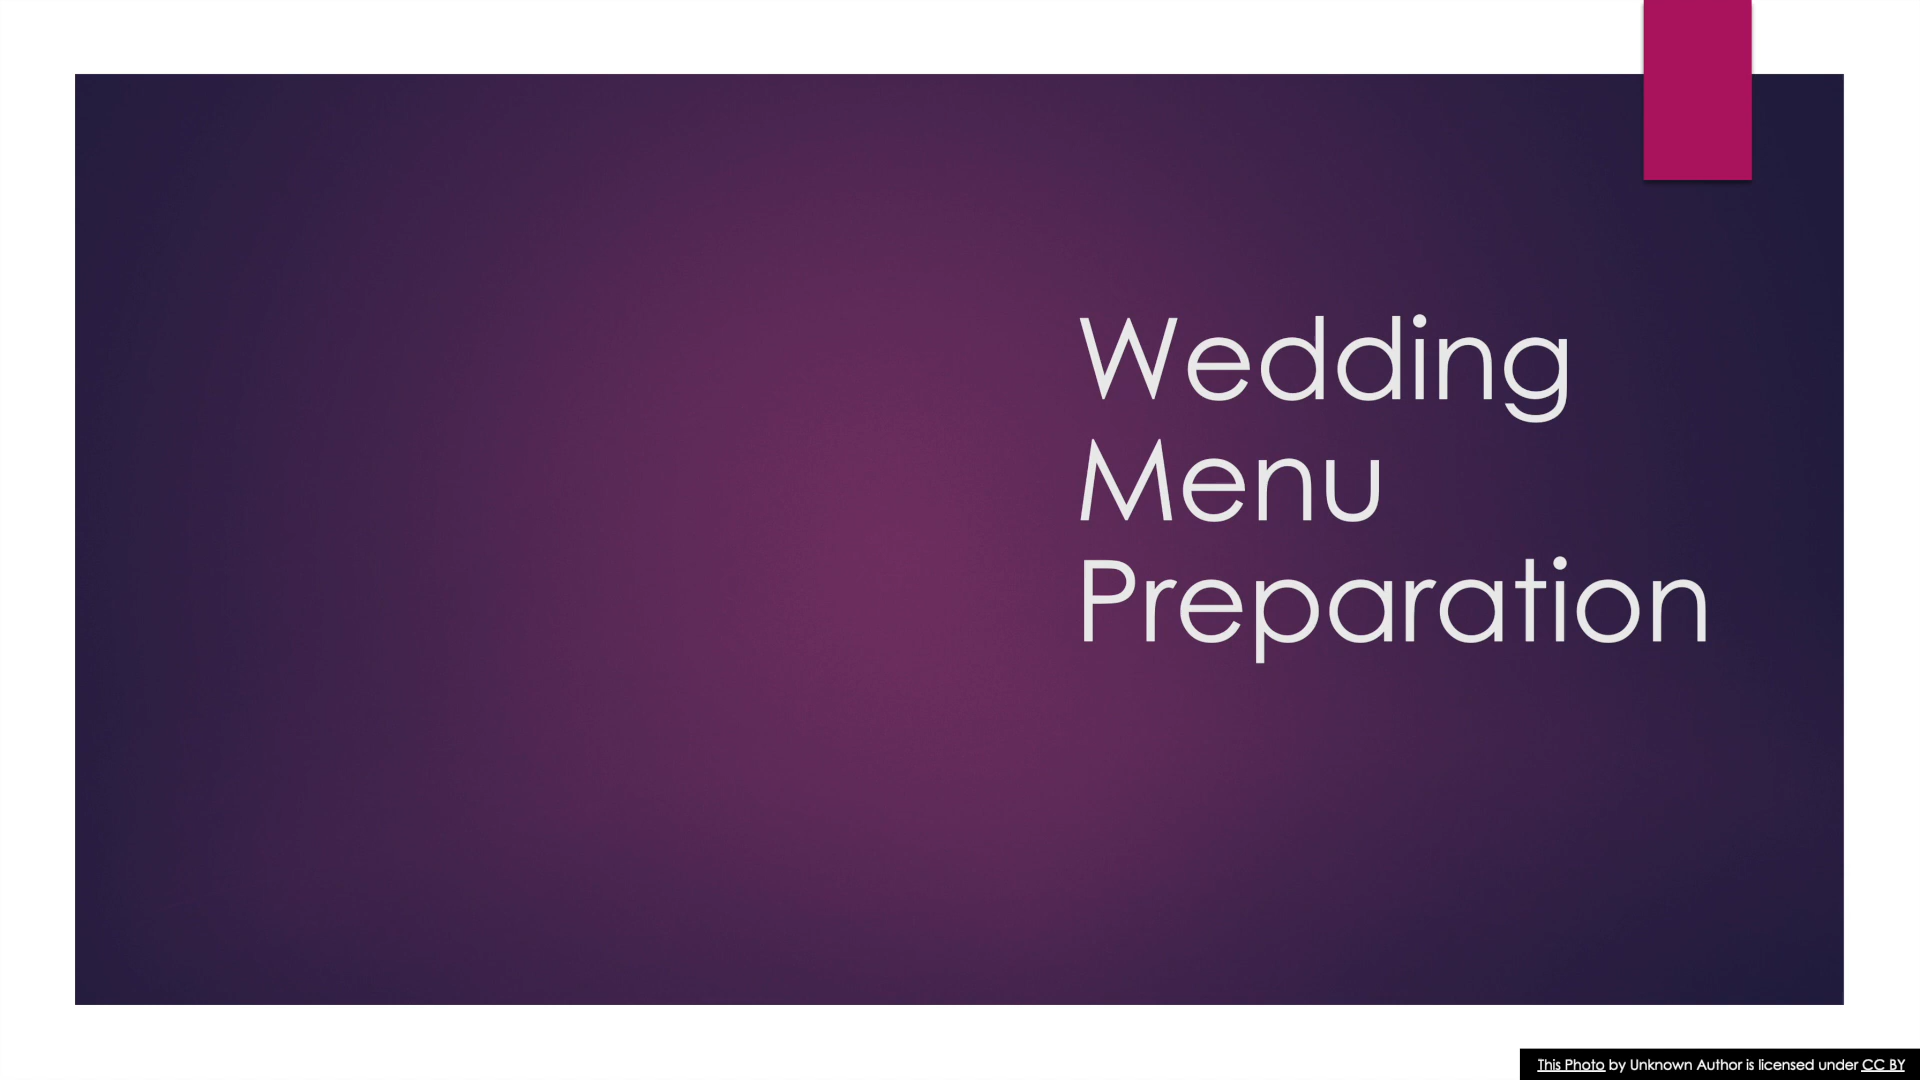 Wedding
Menu
Preparation
This Photo by Unknown Author is licensed under CC BY